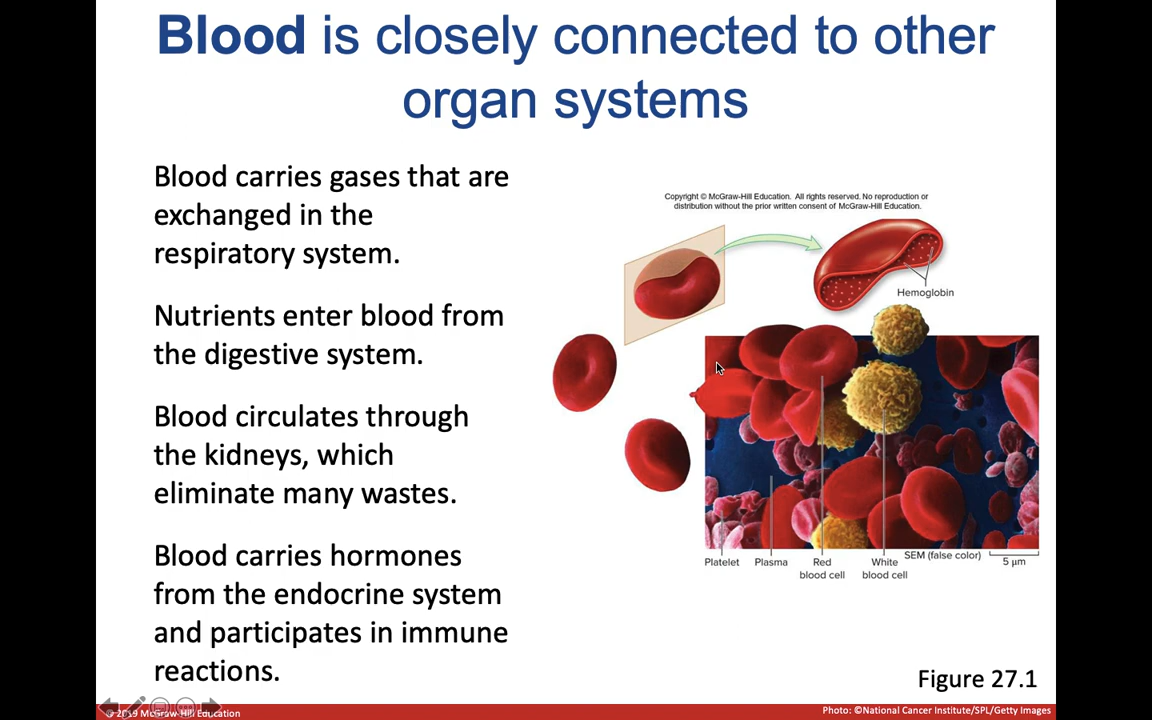 Blood is closely connected to other
organ systems
Blood carries gases that are
exchanged in the
respiratory system.
Nutrients enter blood from
the digestive system.
Blood circulates through
the kidneys, which
eliminate many wastes.
Blood carries hormones
from the endocrine system
and participates in immune
reactions.
Copyright © McGraw-Hill Education. All rights reserved. No reproduction or
distribution without the prior written consent of McGraw-Hill Education.
Hemoglobin
Platelet
Plasma
Red
blood cell
White
blood cell
SEM (false color)
5 μm
Figure 27.1
© 2019 McGraw-Hill Education
Photo: ©National Cancer Institute/SPL/Getty Images